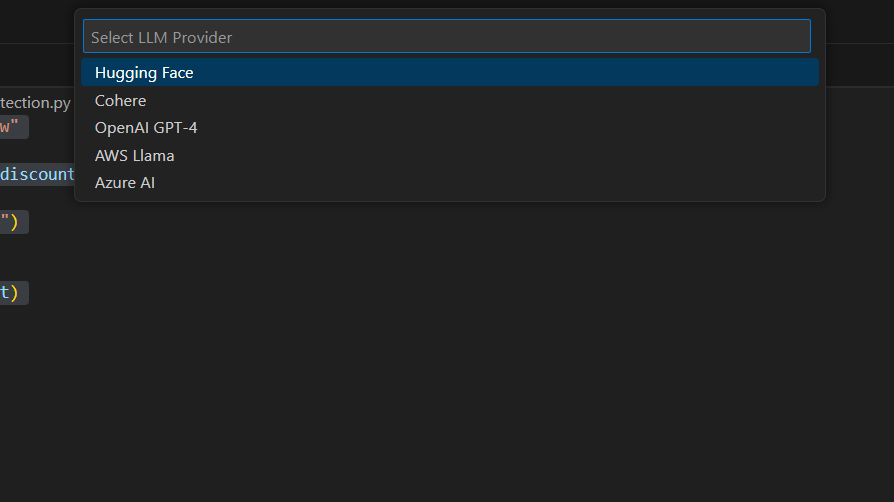 Select LLM Provider
Hugging Face
Cohere
OpenAI GPT-4
AWS Llama
Azure AI
tection.py
w"
discount
")
t)